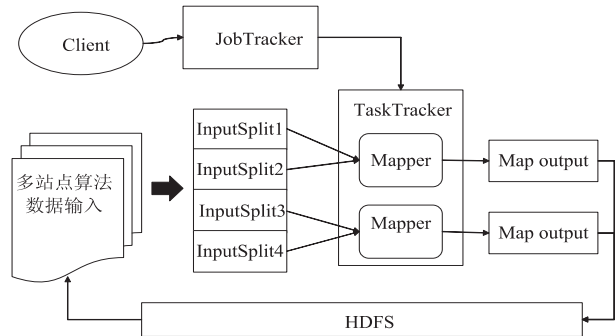 Client
JobTracker
TaskTracker
InputSplit1
InputSplit2
InputSplit3
InputSplit4
Mapper
Mapper
Map output
Map output
多站点算法
数据输入
HDFS